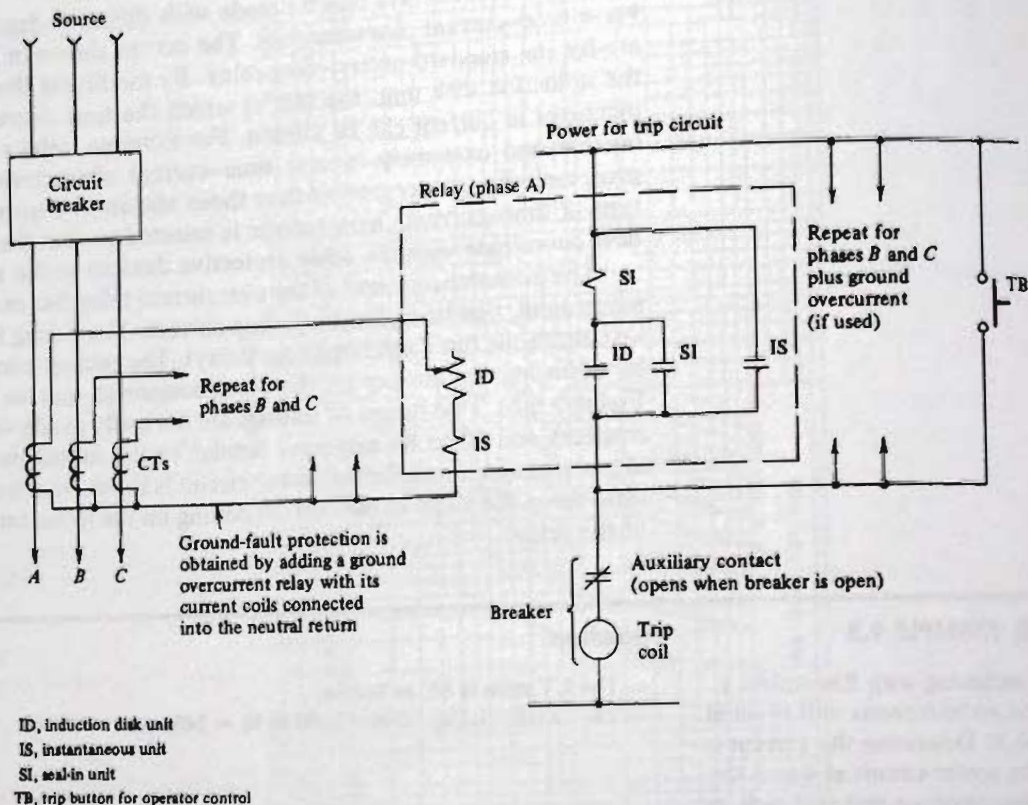 Source
Circuit
breaker
Power for trip circuit
Relay (phase A)
SI
ID
SI
IS
Repeat for
phases B and C
plus ground
overcurrent
(if used)
TB
ID
IS
Repeat for
phases B and C
CTs
A
B
C
Ground-fault protection is
obtained by adding a ground
overcurrent relay with its
current coils connected
into the neutral return
Breaker
Auxiliary contact
(opens when breaker is open)
Trip
coil
ID, induction disk unit
IS, instantaneous unit
SI, seal-in unit
TB, trip button for operator control